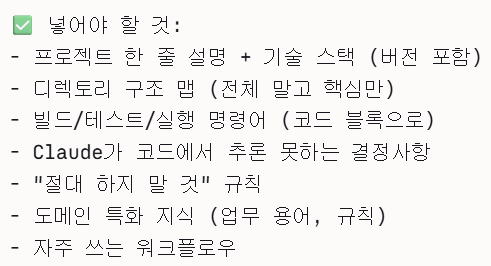 ✅ 넣어야 할 것:
- 프로젝트 한 줄 설명 + 기술 스택 (버전 포함)
- 디렉토리 구조 맵 (전체 말고 핵심만)
- 빌드/테스트/실행 명령어 (코드 블록으로)
- Claude가 코드에서 추론 못하는 결정사항
- "절대 하지 말 것" 규칙
- 도메인 특화 지식 (업무 용어, 규칙)
- 자주 쓰는 워크플로우